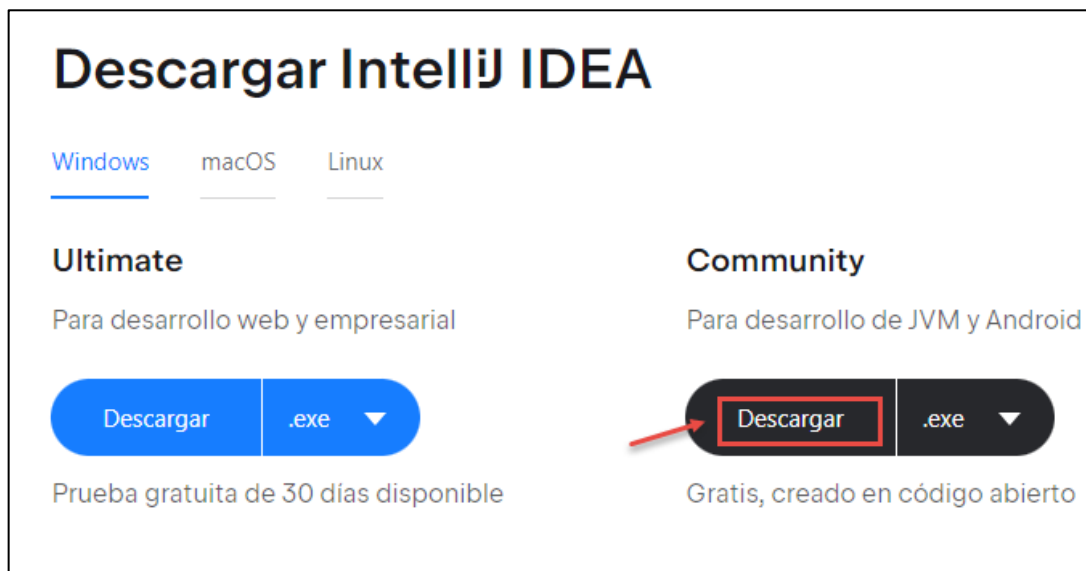 Descargar IntelliJ IDEA
Windows macOS Linux
Ultimate
Para desarrollo web y empresarial
Descargar .exe
Prueba gratuita de 30 días disponible
Community
Para desarrollo de JVM y Android
Descargar .exe
Gratis, creado en código abierto